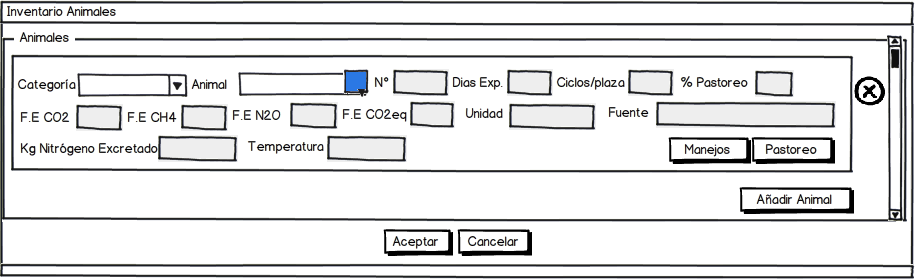 Inventario Animales
Animales
Categoría Animal Nº Dias Exp. Ciclos/plaza % Pastoreo
F.E CO2 F.E CH4 F.E N2O F.E CO2eq Unidad Fuente
Kg Nitrógeno Excretado Temperatura Manejos Pastoreo
Añadir Animal
Aceptar Cancelar